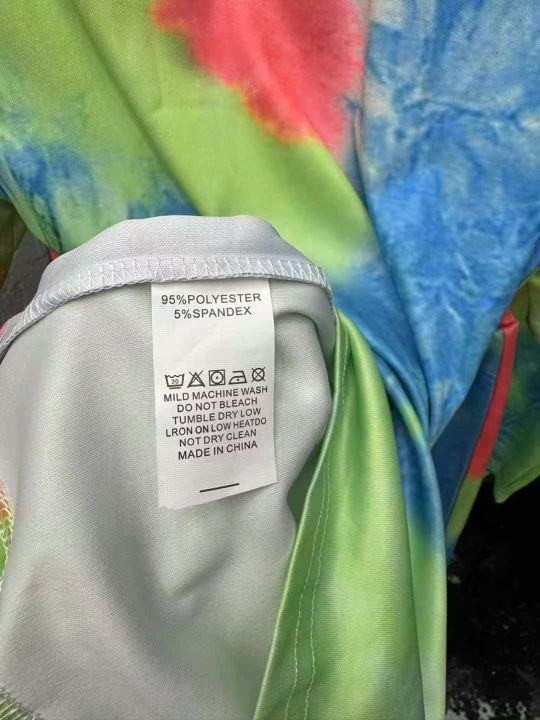 95%POLYESTER
5%SPANDEX
30
MILD MACHINE WASH
DO NOT BLEACH
TUMBLE DRY LOW
LRON ON LOW HEATDO
NOT DRY CLEAN
MADE IN CHINA